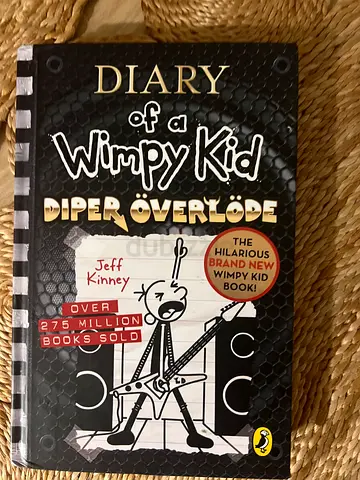 DIARY
of a
Wimpy Kid
DIPER ÖVERLÖDE
dubizzle
Jeff
Kinney
THE
HILARIOUS
BRAND NEW
WIMPY KID
BOOK!
OVER
275 MILLION
BOOKS SOLD